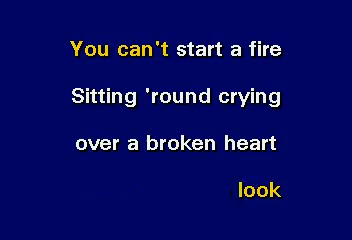 You can't start a fire
Sitting 'round crying
over a broken heart
look